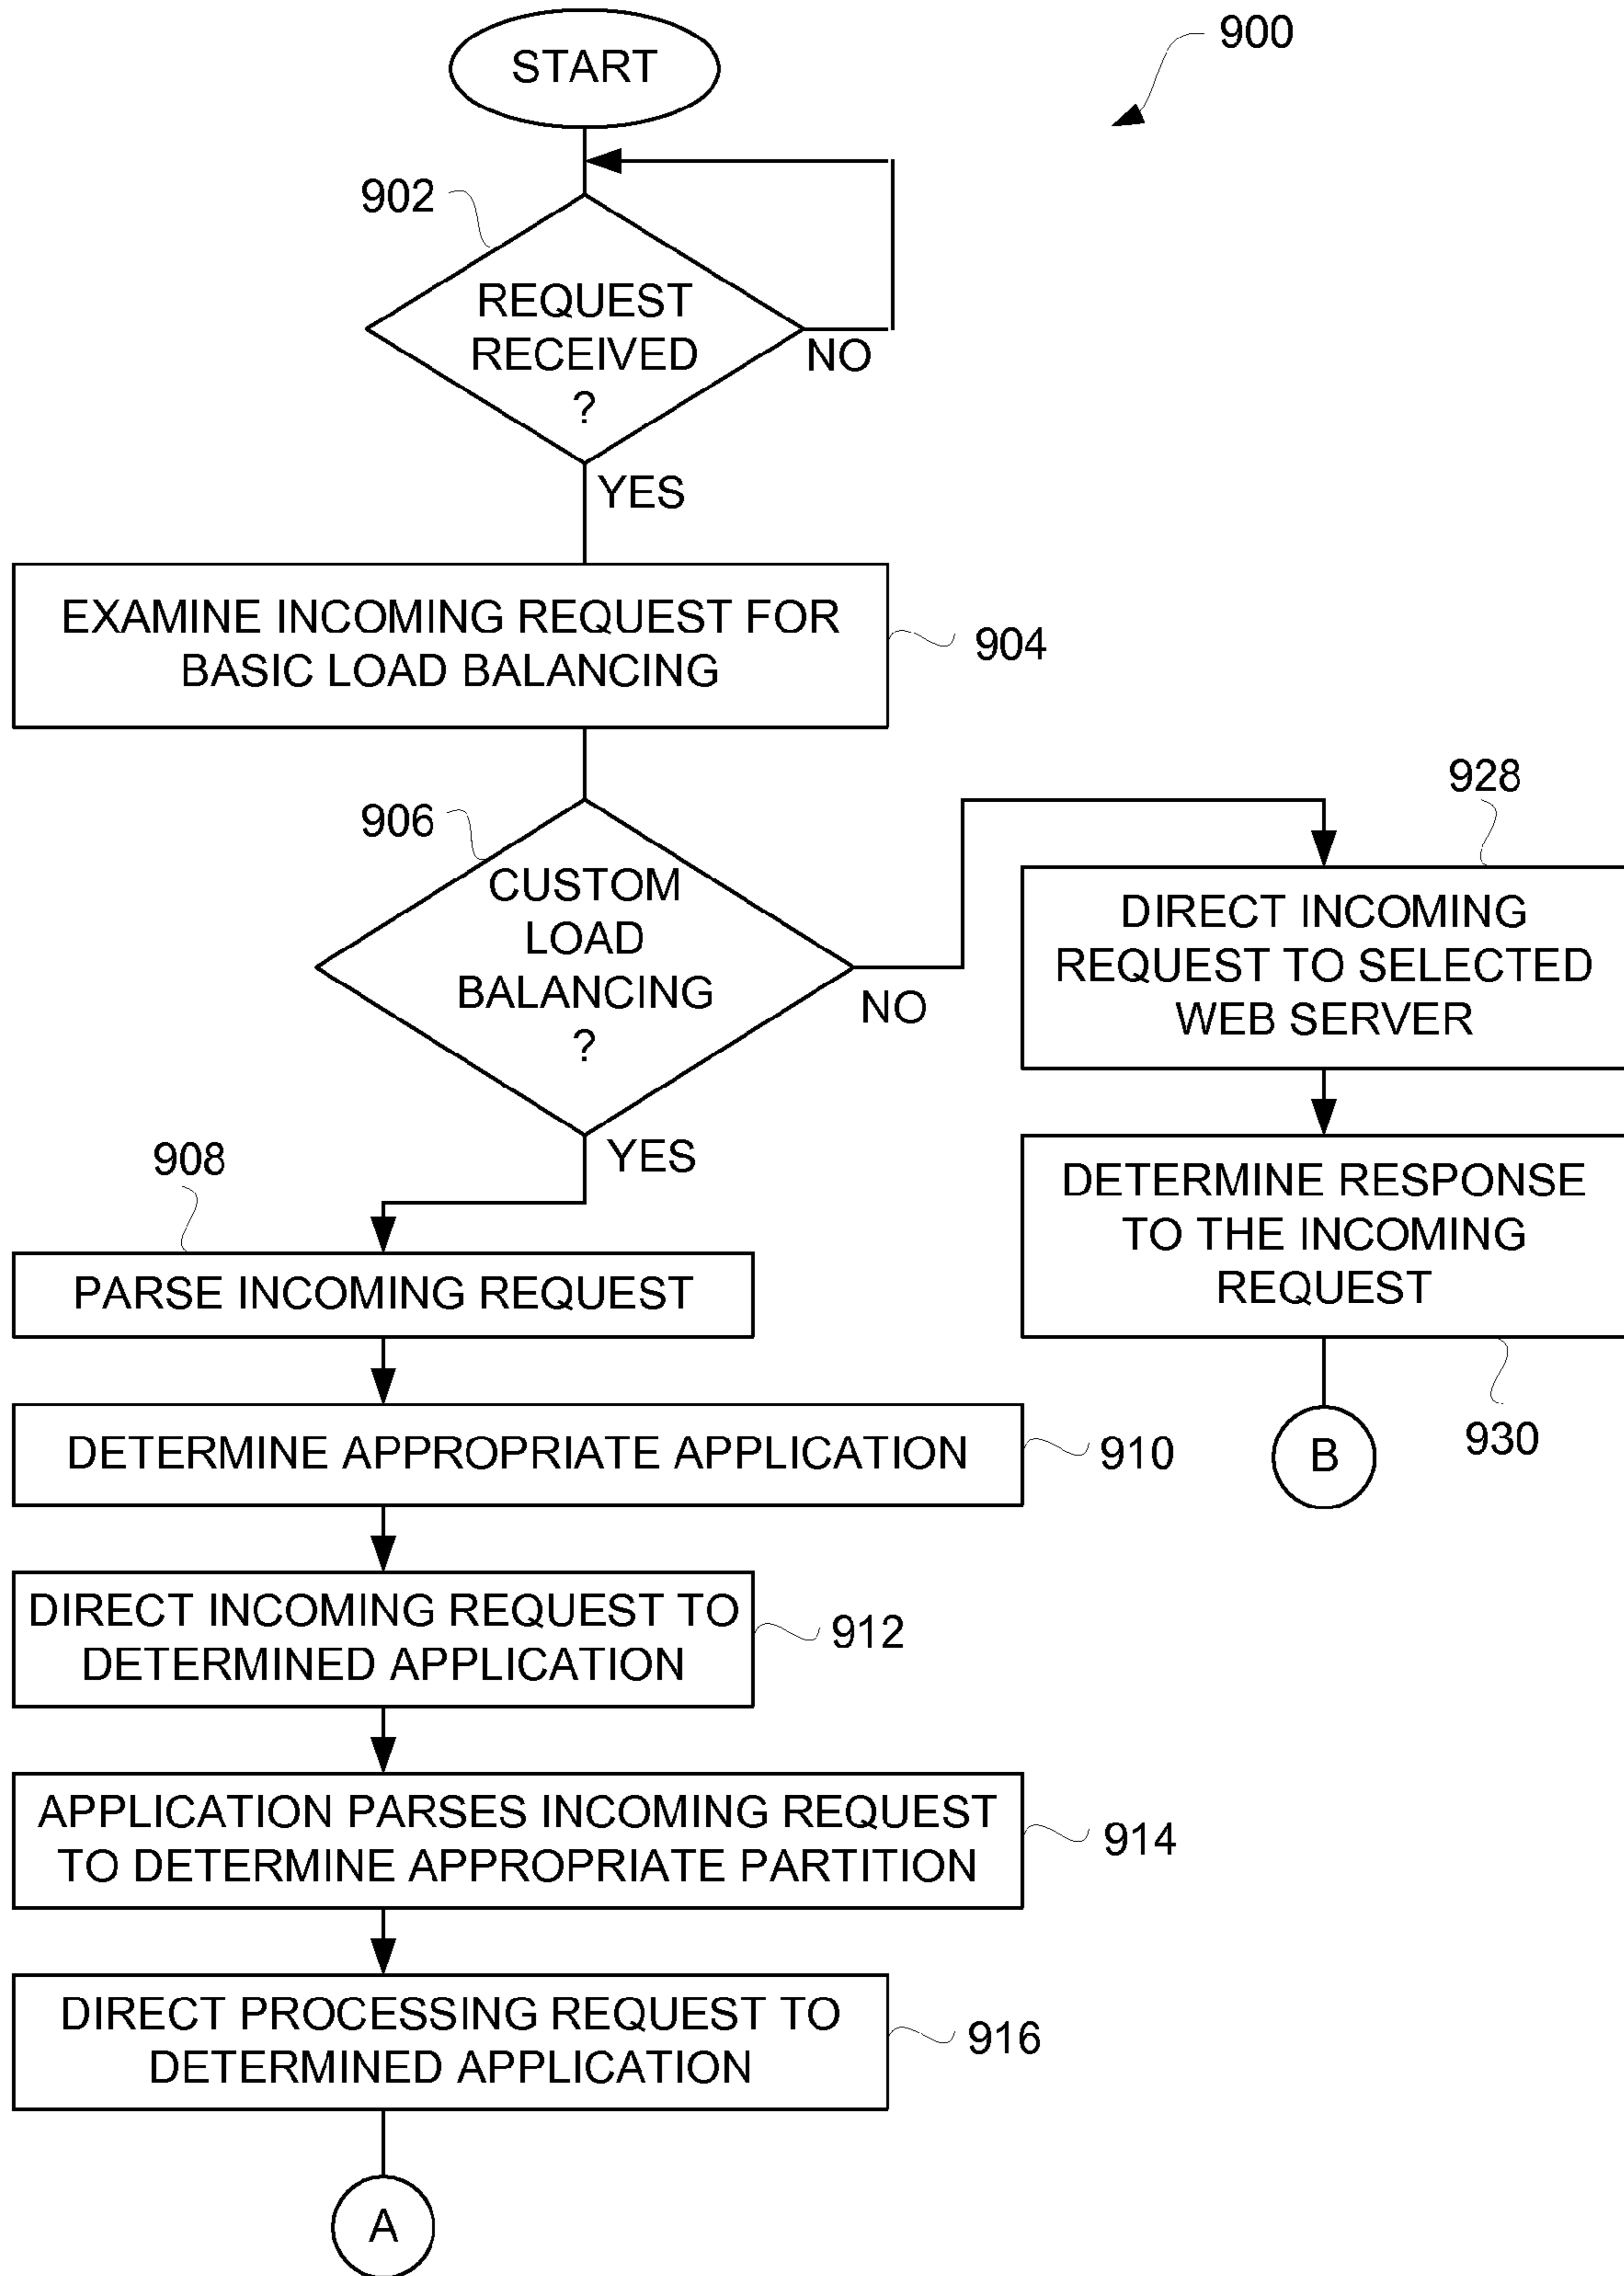 START
900
902
REQUEST
RECEIVED
?
NO
YES
EXAMINE INCOMING REQUEST FOR
BASIC LOAD BALANCING
904
906
CUSTOM
LOAD
BALANCING
?
NO
YES
928
DIRECT INCOMING
REQUEST TO SELECTED
WEB SERVER
DETERMINE RESPONSE
TO THE INCOMING
REQUEST
930
B
908
PARSE INCOMING REQUEST
DETERMINE APPROPRIATE APPLICATION
910
DIRECT INCOMING REQUEST TO
DETERMINED APPLICATION
912
APPLICATION PARSES INCOMING REQUEST
TO DETERMINE APPROPRIATE PARTITION
914
DIRECT PROCESSING REQUEST TO
DETERMINED APPLICATION
916
A